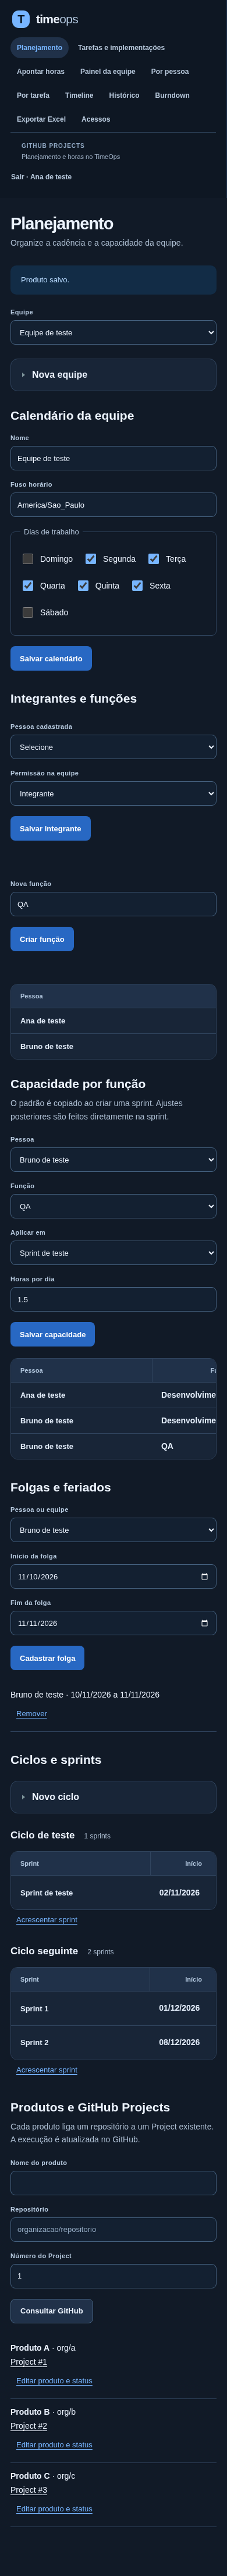 T timeops
Planejamento Tarefas e implementações
Apontar horas Painel da equipe Por pessoa
Por tarefa Timeline Histórico Burndown
Exportar Excel Acessos
GITHUB PROJECTS
Planejamento e horas no TimeOps
Sair · Ana de teste
Planejamento
Organize a cadência e a capacidade da equipe.
Produto salvo.
Equipe
Equipe de teste
Nova equipe
Calendário da equipe
Nome
Equipe de teste
Fuso horário
America/Sao_Paulo
Dias de trabalho
Domingo Segunda Terça
Quarta Quinta Sexta
Sábado
Salvar calendário
Integrantes e funções
Pessoa cadastrada
Selecione
Permissão na equipe
Integrante
Salvar integrante
Nova função
QA
Criar função
Pessoa
Ana de teste
Bruno de teste
Capacidade por função
O padrão é copiado ao criar uma sprint. Ajustes
posteriores são feitos diretamente na sprint.
Pessoa
Bruno de teste
Função
QA
Aplicar em
Sprint de teste
Horas por dia
1.5
Salvar capacidade
Pessoa Fu
Ana de teste Desenvolvime
Bruno de teste Desenvolvime
Bruno de teste QA
Folgas e feriados
Pessoa ou equipe
Bruno de teste
Início da folga
11/10/2026
Fim da folga
11/11/2026
Cadastrar folga
Bruno de teste · 10/11/2026 a 11/11/2026
Remover
Ciclos e sprints
Novo ciclo
Ciclo de teste 1 sprints
Sprint Início
Sprint de teste 02/11/2026
Acrescentar sprint
Ciclo seguinte 2 sprints
Sprint Início
Sprint 1 01/12/2026
Sprint 2 08/12/2026
Acrescentar sprint
Produtos e GitHub Projects
Cada produto liga um repositório a um Project existente.
A execução é atualizada no GitHub.
Nome do produto
Repositório
organizacao/repositorio
Número do Project
1
Consultar GitHub
Produto A · org/a
Project #1
Editar produto e status
Produto B · org/b
Project #2
Editar produto e status
Produto C · org/c
Project #3
Editar produto e status